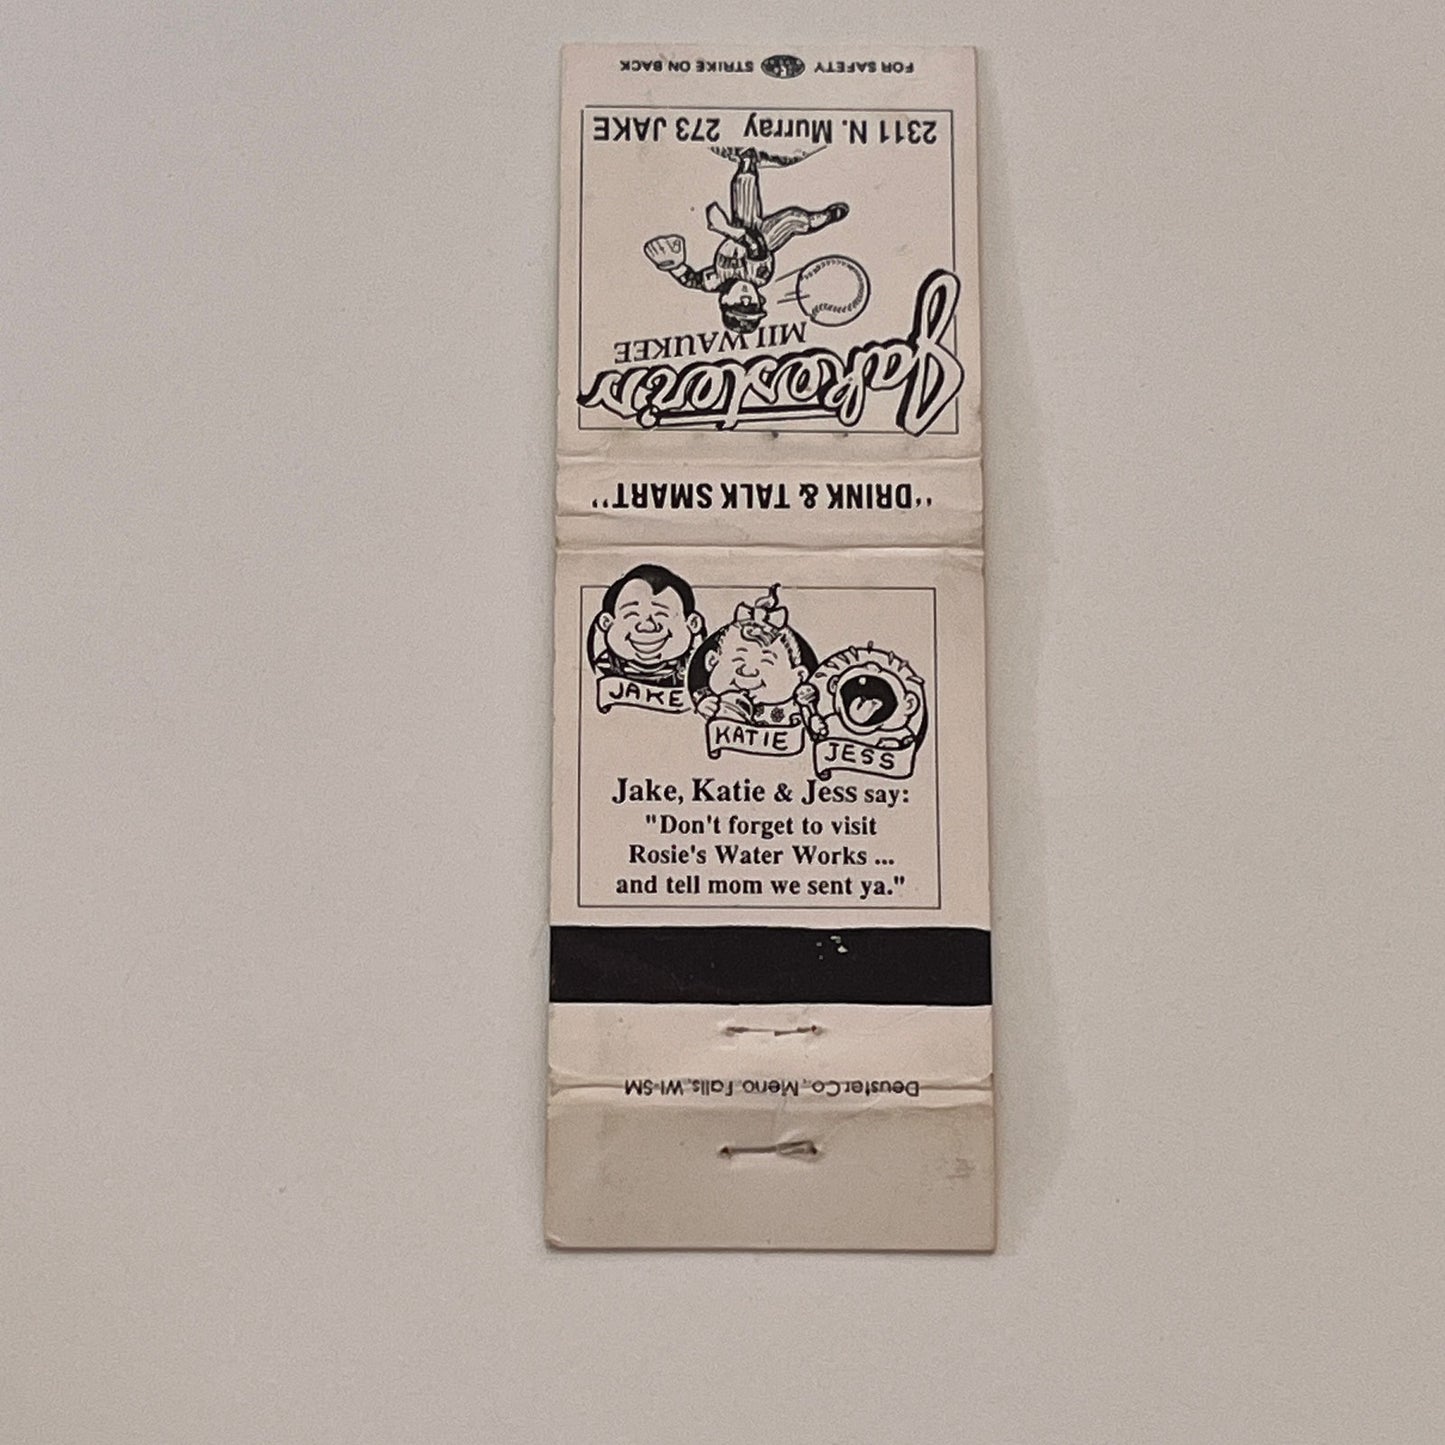 FOR SAFETY STRIKE ON BACK
2311 N. Murray 273 JAKE
MILWAUKEE
Jakestein's
"DRINK & TALK SMART"
JAKE
KATIE
JESS
Jake, Katie & Jess say:
"Don't forget to visit
Rosie's Water Works ...
and tell mom we sent ya."
Deuster Co., Meno. Falls, WI-SM